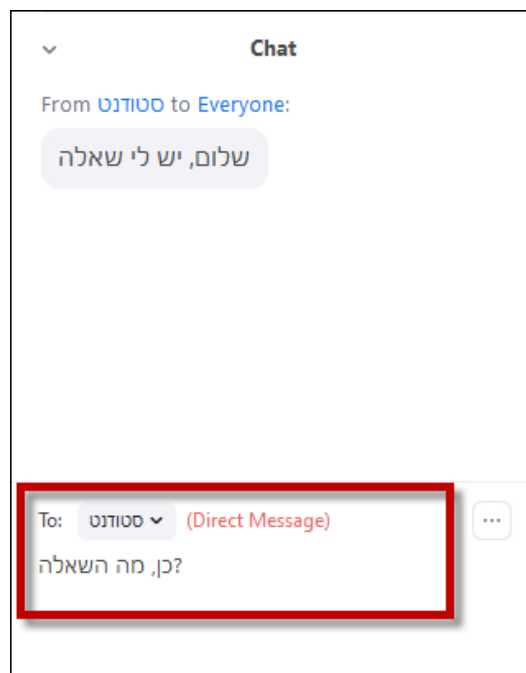 Chat
From סטודנט to Everyone:
שלום, יש לי שאלה
To: סטודנט (Direct Message)
כן, מה השאלה?